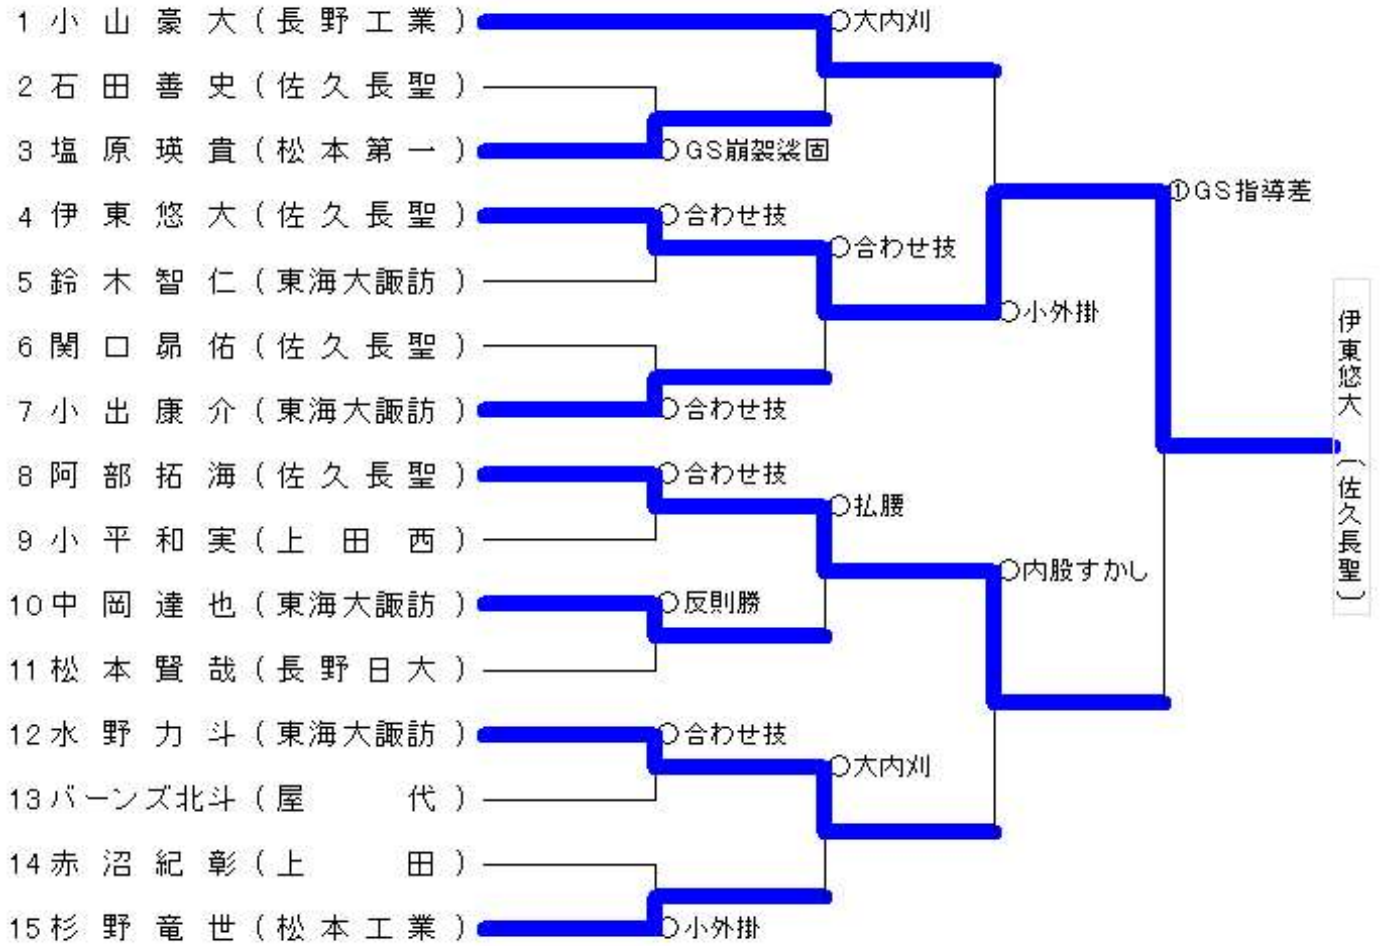 1 小山豪大(長野工業) ○大内刈
2 石田善史(佐久長聖)
3 塩原瑛貴(松本第一) ○GS崩袈裟固
①GS指導差
4 伊東悠大(佐久長聖) ○合わせ技
○合わせ技
5 鈴木智仁(東海大諏訪)
○小外掛
6 関口昴佑(佐久長聖)
7 小出康介(東海大諏訪) ○合わせ技
伊東悠大(佐久長聖)
8 阿部拓海(佐久長聖) ○合わせ技
○払腰
9 小平和実(上田西)
○内股すかし
10 中岡達也(東海大諏訪) ○反則勝
11 松本賢哉(長野日大)
12 水野力斗(東海大諏訪) ○合わせ技
○大内刈
13 バーンズ北斗(屋代)
14 赤沼紀彰(上田)
15 杉野竜世(松本工業) ○小外掛